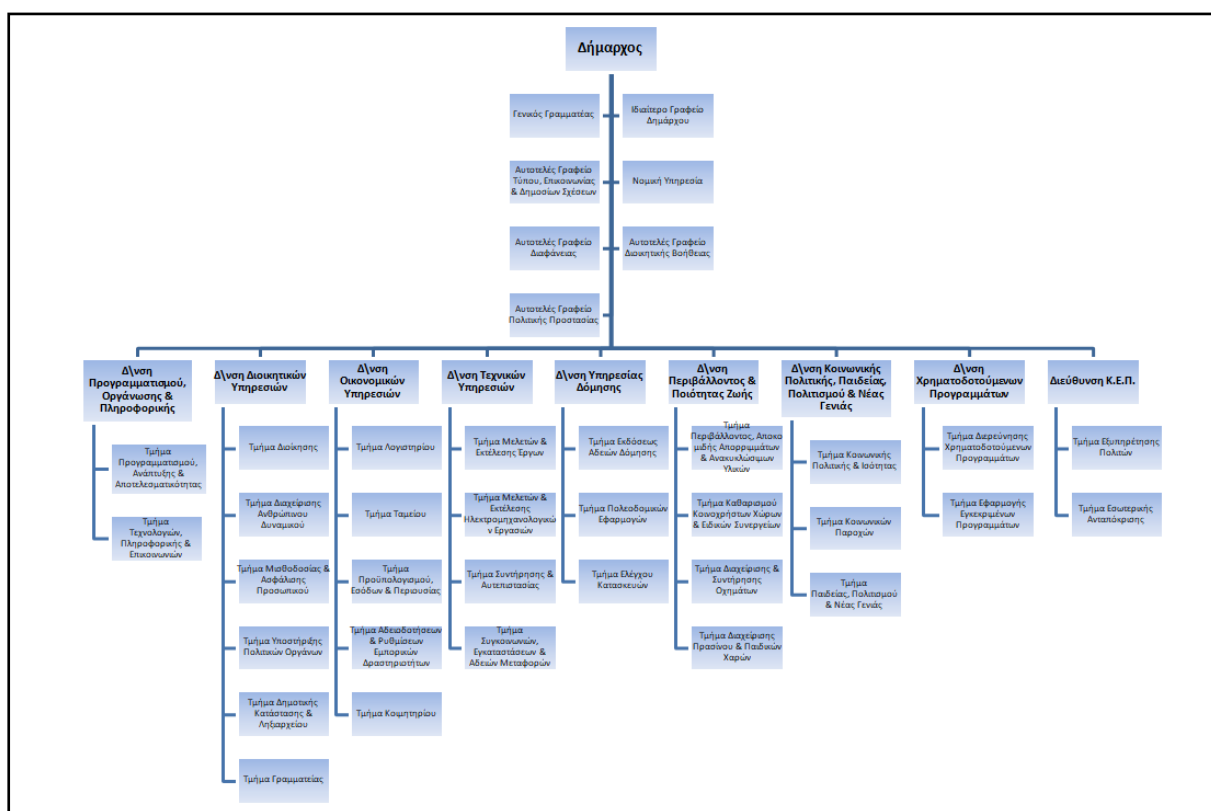 Δήμαρχος
Γενικός Γραμματέας
Ιδιαίτερο Γραφείο
Δημάρχου
Αυτοτελές Γραφείο
Τύπου, Επικοινωνίας
& Δημοσίων Σχέσεων
Νομική Υπηρεσία
Αυτοτελές Γραφείο
Διαφάνειας
Αυτοτελές Γραφείο
Διοικητικής Βοήθειας
Αυτοτελές Γραφείο
Πολιτικής Προστασίας
Δ\νση
Προγραμματισμού,
Οργάνωσης &
Πληροφορικής
Τμήμα
Προγραμματισμού,
Ανάπτυξης &
Αποτελεσματικότητας
Τμήμα
Τεχνολογιών,
Πληροφορικής &
Επικοινωνιών
Δ\νση Διοικητικών
Υπηρεσιών
Τμήμα Διοίκησης
Τμήμα Διαχείρισης
Ανθρώπινου
Δυναμικού
Τμήμα Μισθοδοσίας &
Ασφάλισης
Προσωπικού
Τμήμα Υποστήριξης
Πολιτικών Οργάνων
Τμήμα Δημοτικής
Κατάστασης &
Ληξιαρχείου
Τμήμα Γραμματείας
Δ\νση
Οικονομικών
Υπηρεσιών
Τμήμα Λογιστηρίου
Τμήμα Ταμείου
Τμήμα
Προϋπολογισμού,
Εσόδων & Περιουσίας
Τμήμα Αδειοδοτήσεων
& Ρυθμίσεων
Εμπορικών
Δραστηριοτήτων
Τμήμα Κοιμητηρίου
Δ\νση Τεχνικών
Υπηρεσιών
Τμήμα Μελετών &
Εκτέλεσης Έργων
Τμήμα Μελετών &
Εκτέλεσης
Ηλεκτρομηχανολογικώ
ν Εργασιών
Τμήμα Συντήρησης &
Αυτεπιστασίας
Τμήμα
Συγκοινωνιών,
Εγκαταστάσεων &
Αδειών Μεταφορών
Δ\νση Υπηρεσίας
Δόμησης
Τμήμα Εκδόσεως
Αδειών Δόμησης
Τμήμα Πολεοδομικών
Εφαρμογών
Τμήμα Ελέγχου
Κατασκευών
Δ\νση
Περιβάλλοντος &
Ποιότητας Ζωής
Τμήμα
Περιβάλλοντος, Αποκο
μιδής Απορριμμάτων
& Ανακυκλώσιμων
Υλικών
Τμήμα Καθαρισμού
Κοινοχρήστων Χώρων
& Ειδικών Συνεργείων
Τμήμα Διαχείρισης &
Συντήρησης
Οχημάτων
Τμήμα Διαχείρισης
Πρασίνου & Παιδικών
Χαρών
Δ\νση Κοινωνικής
Πολιτικής, Παιδείας,
Πολιτισμού & Νέας
Γενιάς
Τμήμα Κοινωνικής
Πολιτικής & Ισότητας
Τμήμα Κοινωνικών
Παροχών
Τμήμα
Παιδείας, Πολιτισμού
& Νέας Γενιάς
Δ\νση
Χρηματοδοτούμενων
Προγραμμάτων
Τμήμα Διερεύνησης
Χρηματοδοτούμενων
Προγραμμάτων
Τμήμα Εφαρμογής
Εγκεκριμένων
Προγραμμάτων
Διεύθυνση Κ.Ε.Π.
Τμήμα Εξυπηρέτησης
Πολιτών
Τμήμα Εσωτερικής
Ανταπόκρισης